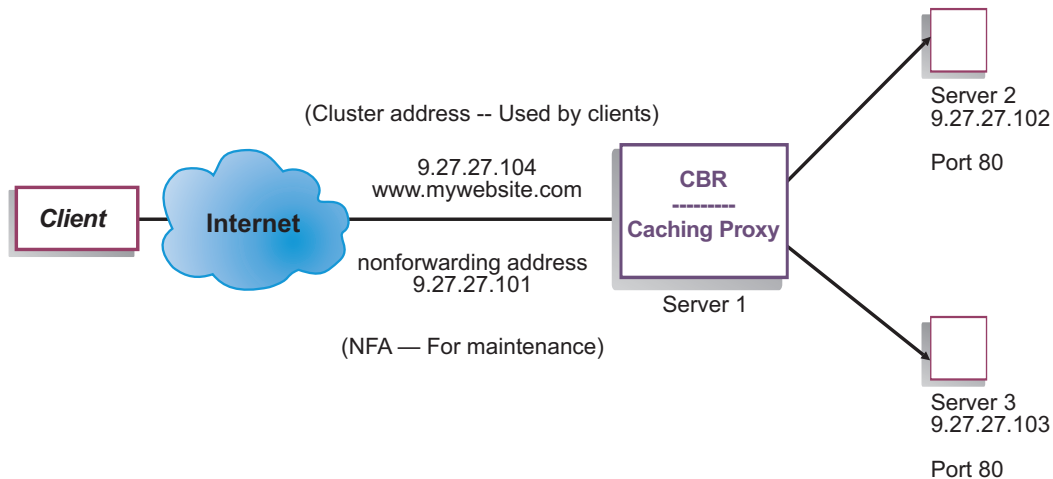 (Cluster address -- Used by clients)
9.27.27.104
www.mywebsite.com
Client
Internet
nonforwarding address
9.27.27.101
(NFA — For maintenance)
CBR
---------
Caching Proxy
Server 1
Server 2
9.27.27.102
Port 80
Server 3
9.27.27.103
Port 80